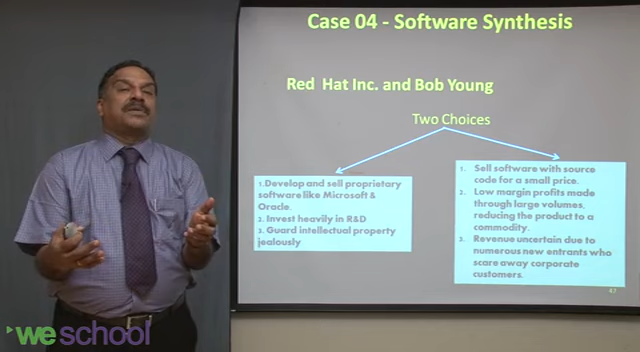 Case 04 - Software Synthesis
Red Hat Inc. and Bob Young
Two Choices
1.Develop and sell proprietary
software like Microsoft &
Oracle.
2. Invest heavily in R&D
3. Guard intellectual property
jealously
1. Sell software with source
code for a small price.
2. Low margin profits made
through large volumes,
reducing the product to a
commodity.
3. Revenue uncertain due to
numerous new entrants who
scare away corporate
customers.
47
we school